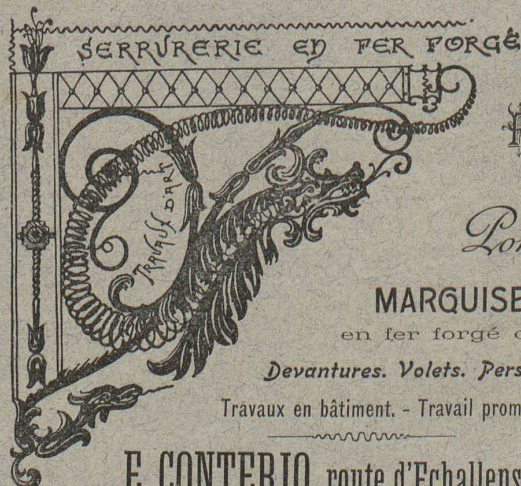 SERRURERIE EN FER FORGÉ
TRAVAUX D'ART
MARQUISE
en fer forgé
Devantures. Volets. Pers
Travaux en bâtiment. - Travail prom
F. CONTERIO, route d'Echallens